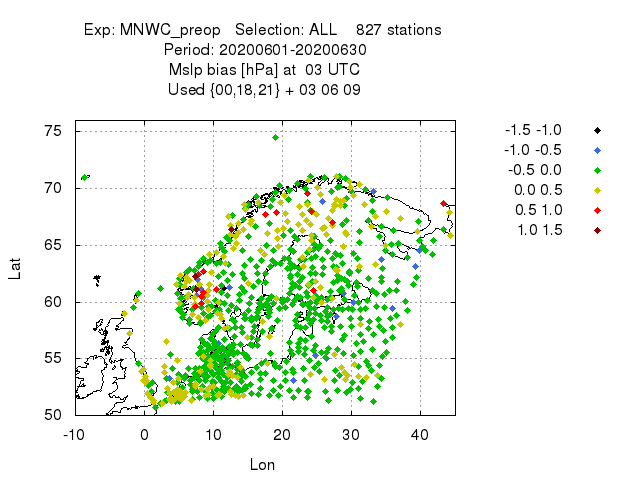 Exp: MNWC_preop   Selection: ALL    827 stations
Period: 20200601-20200630
Mslp bias [hPa] at  03 UTC
Used {00,18,21} + 03 06 09
75
70
65
60
55
50
-10 0 10 20 30 40
Lat
Lon
-1.5 -1.0
-1.0 -0.5
-0.5 0.0
0.0 0.5
0.5 1.0
1.0 1.5